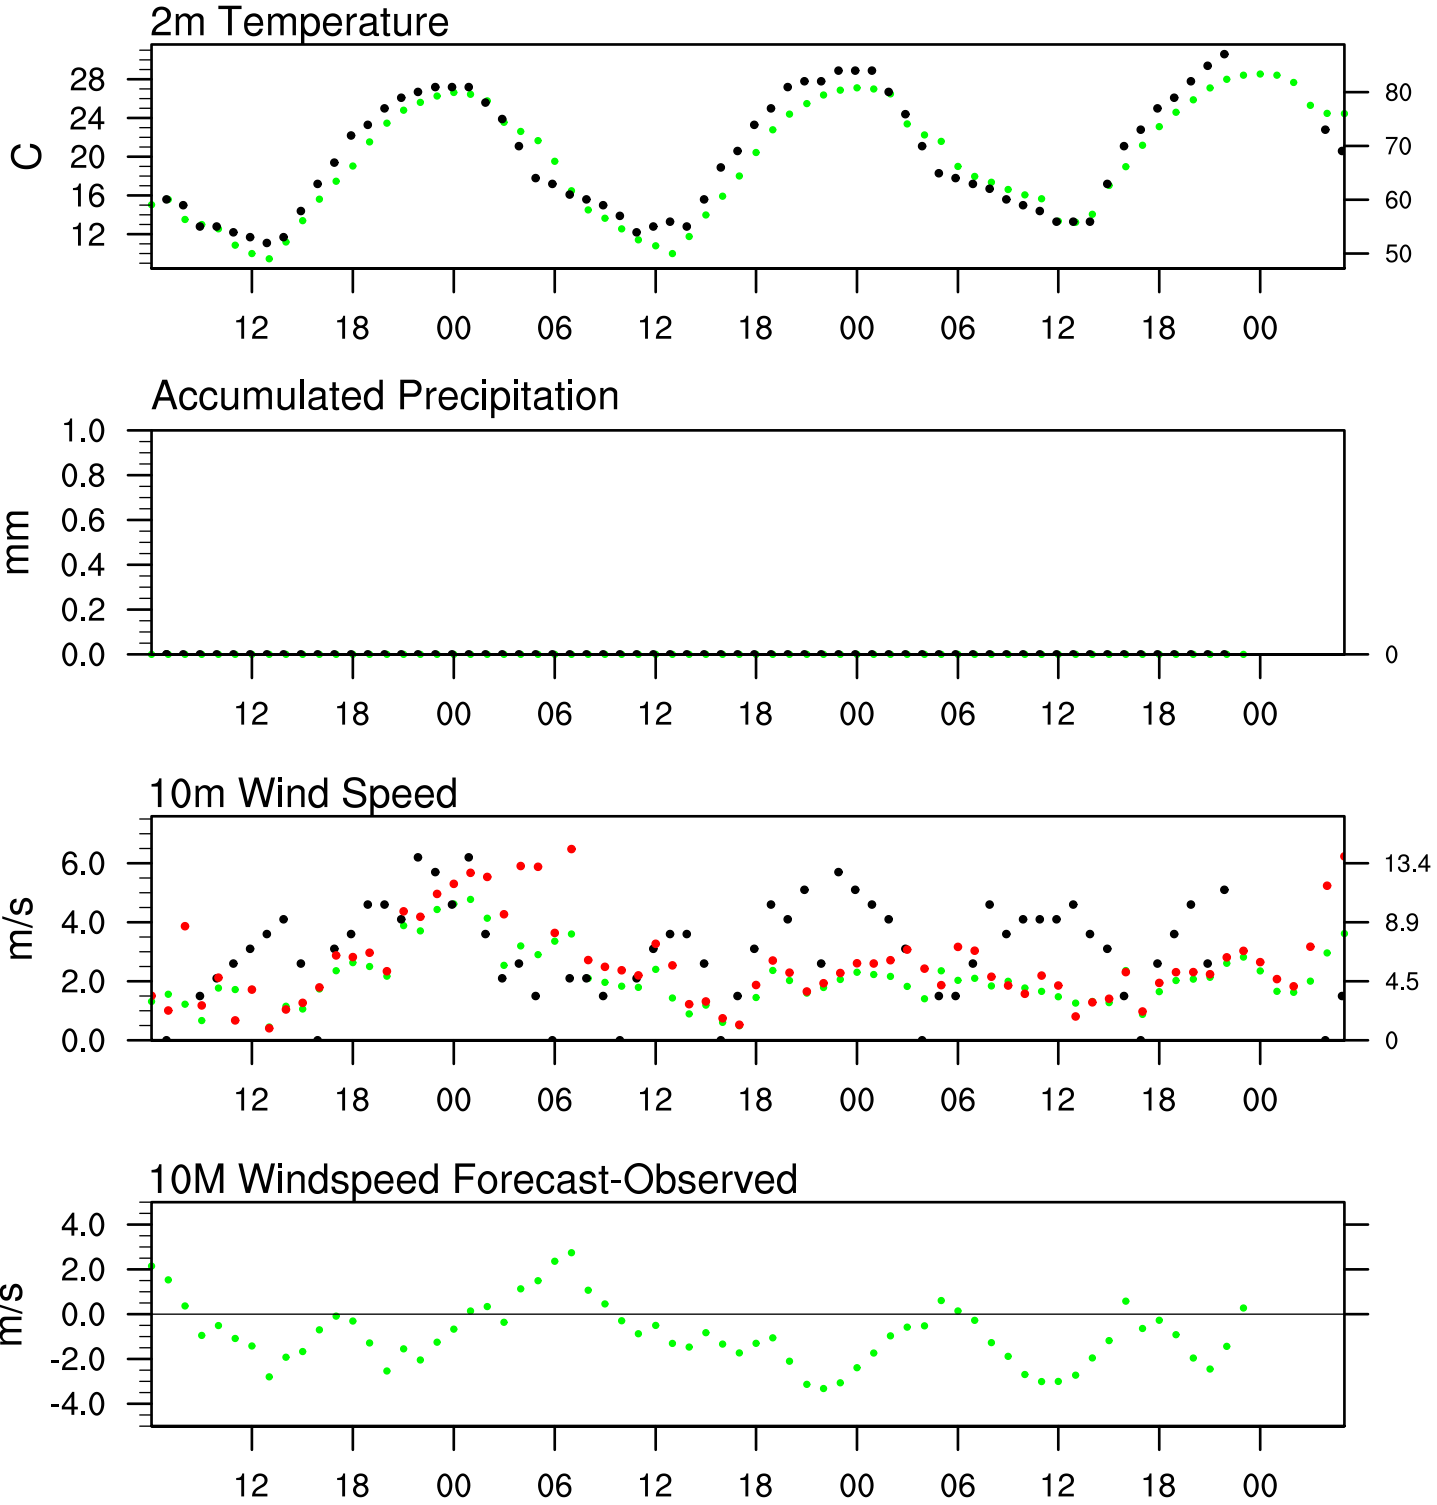 2m Temperature
28
24
20
16
12
C
80
70
60
50
12 18 00 06 12 18 00 06 12 18 00
Accumulated Precipitation
1.0
0.8
0.6
0.4
0.2
0.0
mm
0
12 18 00 06 12 18 00 06 12 18 00
10m Wind Speed
6.0
4.0
2.0
0.0
m/s
13.4
8.9
4.5
0
12 18 00 06 12 18 00 06 12 18 00
10M Windspeed Forecast-Observed
4.0
2.0
0.0
-2.0
-4.0
m/s
12 18 00 06 12 18 00 06 12 18 00